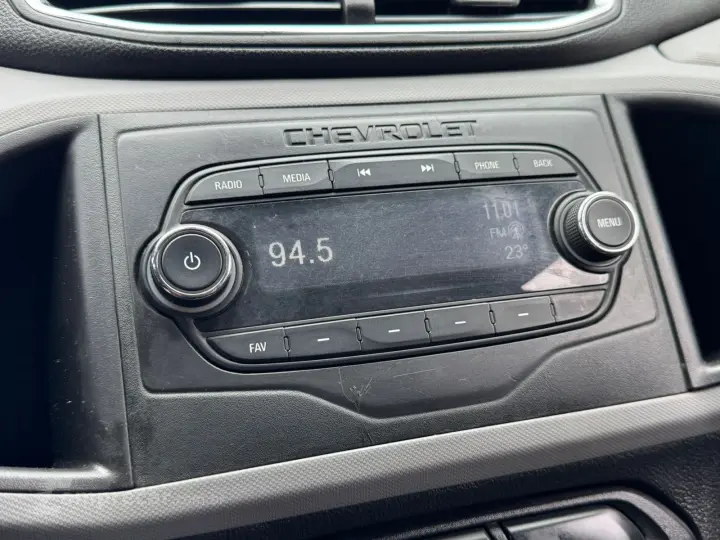 CHEVROLET
RADIO MEDIA PHONE BACK
94.5
11:01
FM
23°
MENU
FAV